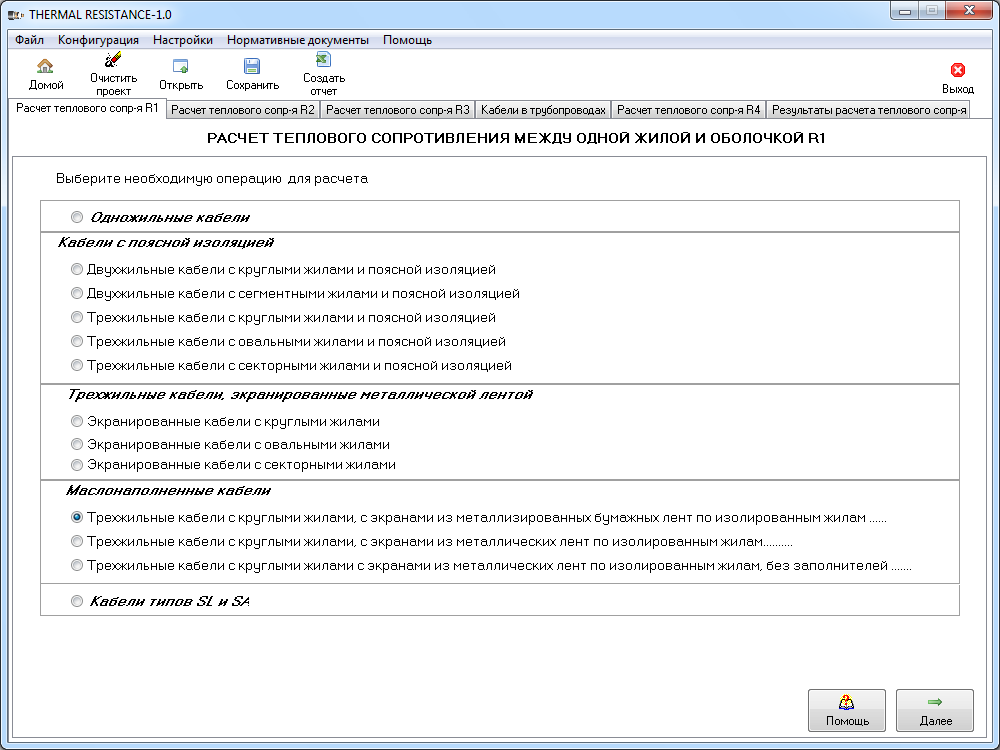 THERMAL RESISTANCE-1.0
Файл Конфигурация Настройки Нормативные документы Помощь
Домой Очистить проект Открыть Сохранить Создать отчет Выход
Расчет теплового сопр-я R1 Расчет теплового сопр-я R2 Расчет теплового сопр-я R3 Кабели в трубопроводах Расчет теплового сопр-я R4 Результаты расчета теплового сопр-я
РАСЧЕТ ТЕПЛОВОГО СОПРОТИВЛЕНИЯ МЕЖДУ ОДНОЙ ЖИЛОЙ И ОБОЛОЧКОЙ R1
Выберите необходимую операцию для расчета
Одножильные кабели
Кабели с поясной изоляцией
Двухжильные кабели с круглыми жилами и поясной изоляцией
Двухжильные кабели с сегментными жилами и поясной изоляцией
Трехжильные кабели с круглыми жилами и поясной изоляцией
Трехжильные кабели с овальными жилами и поясной изоляцией
Трехжильные кабели с секторными жилами и поясной изоляцией
Трехжильные кабели, экранированные металлической лентой
Экранированные кабели с круглыми жилами
Экранированные кабели с овальными жилами
Экранированные кабели с секторными жилами
Маслонаполненные кабели
Трехжильные кабели с круглыми жилами, с экранами из металлизированных бумажных лент по изолированным жилам ......
Трехжильные кабели с круглыми жилами, с экранами из металлических лент по изолированным жилам..........
Трехжильные кабели с круглыми жилами с экранами из металлических лент по изолированным жилам, без заполнителей .......
Кабели типов SL и SA
Помощь Далее